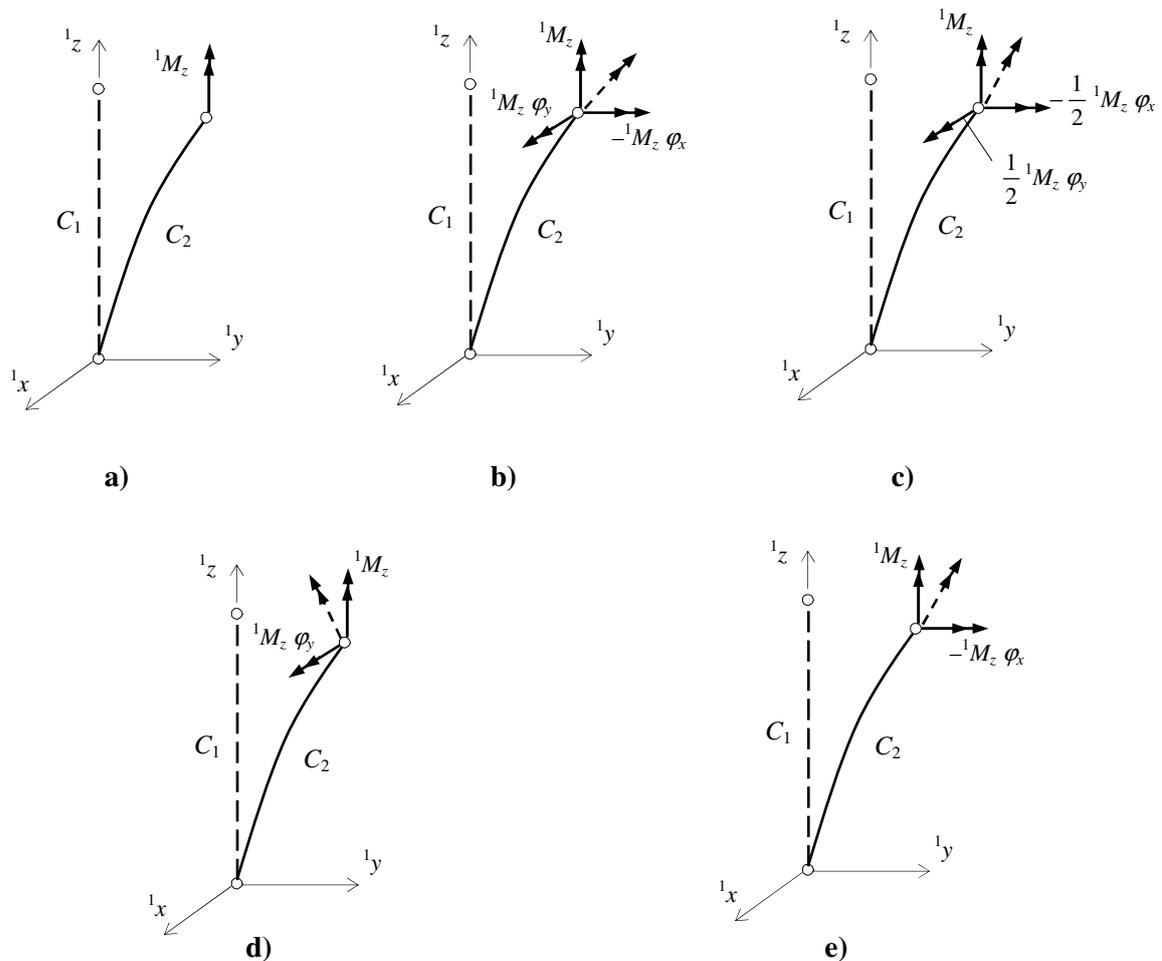 ¹z
¹M_z
C₁
C₂
¹y
¹x
a)
¹z
¹M_z
¹M_z φ_y
–¹M_z φ_x
C₁
C₂
¹y
¹x
b)
¹z
¹M_z
–1/2 ¹M_z φ_x
1/2 ¹M_z φ_y
C₁
C₂
¹y
¹x
c)
¹z
¹M_z
¹M_z φ_y
C₁
C₂
¹y
¹x
d)
¹z
¹M_z
–¹M_z φ_x
C₁
C₂
¹y
¹x
e)